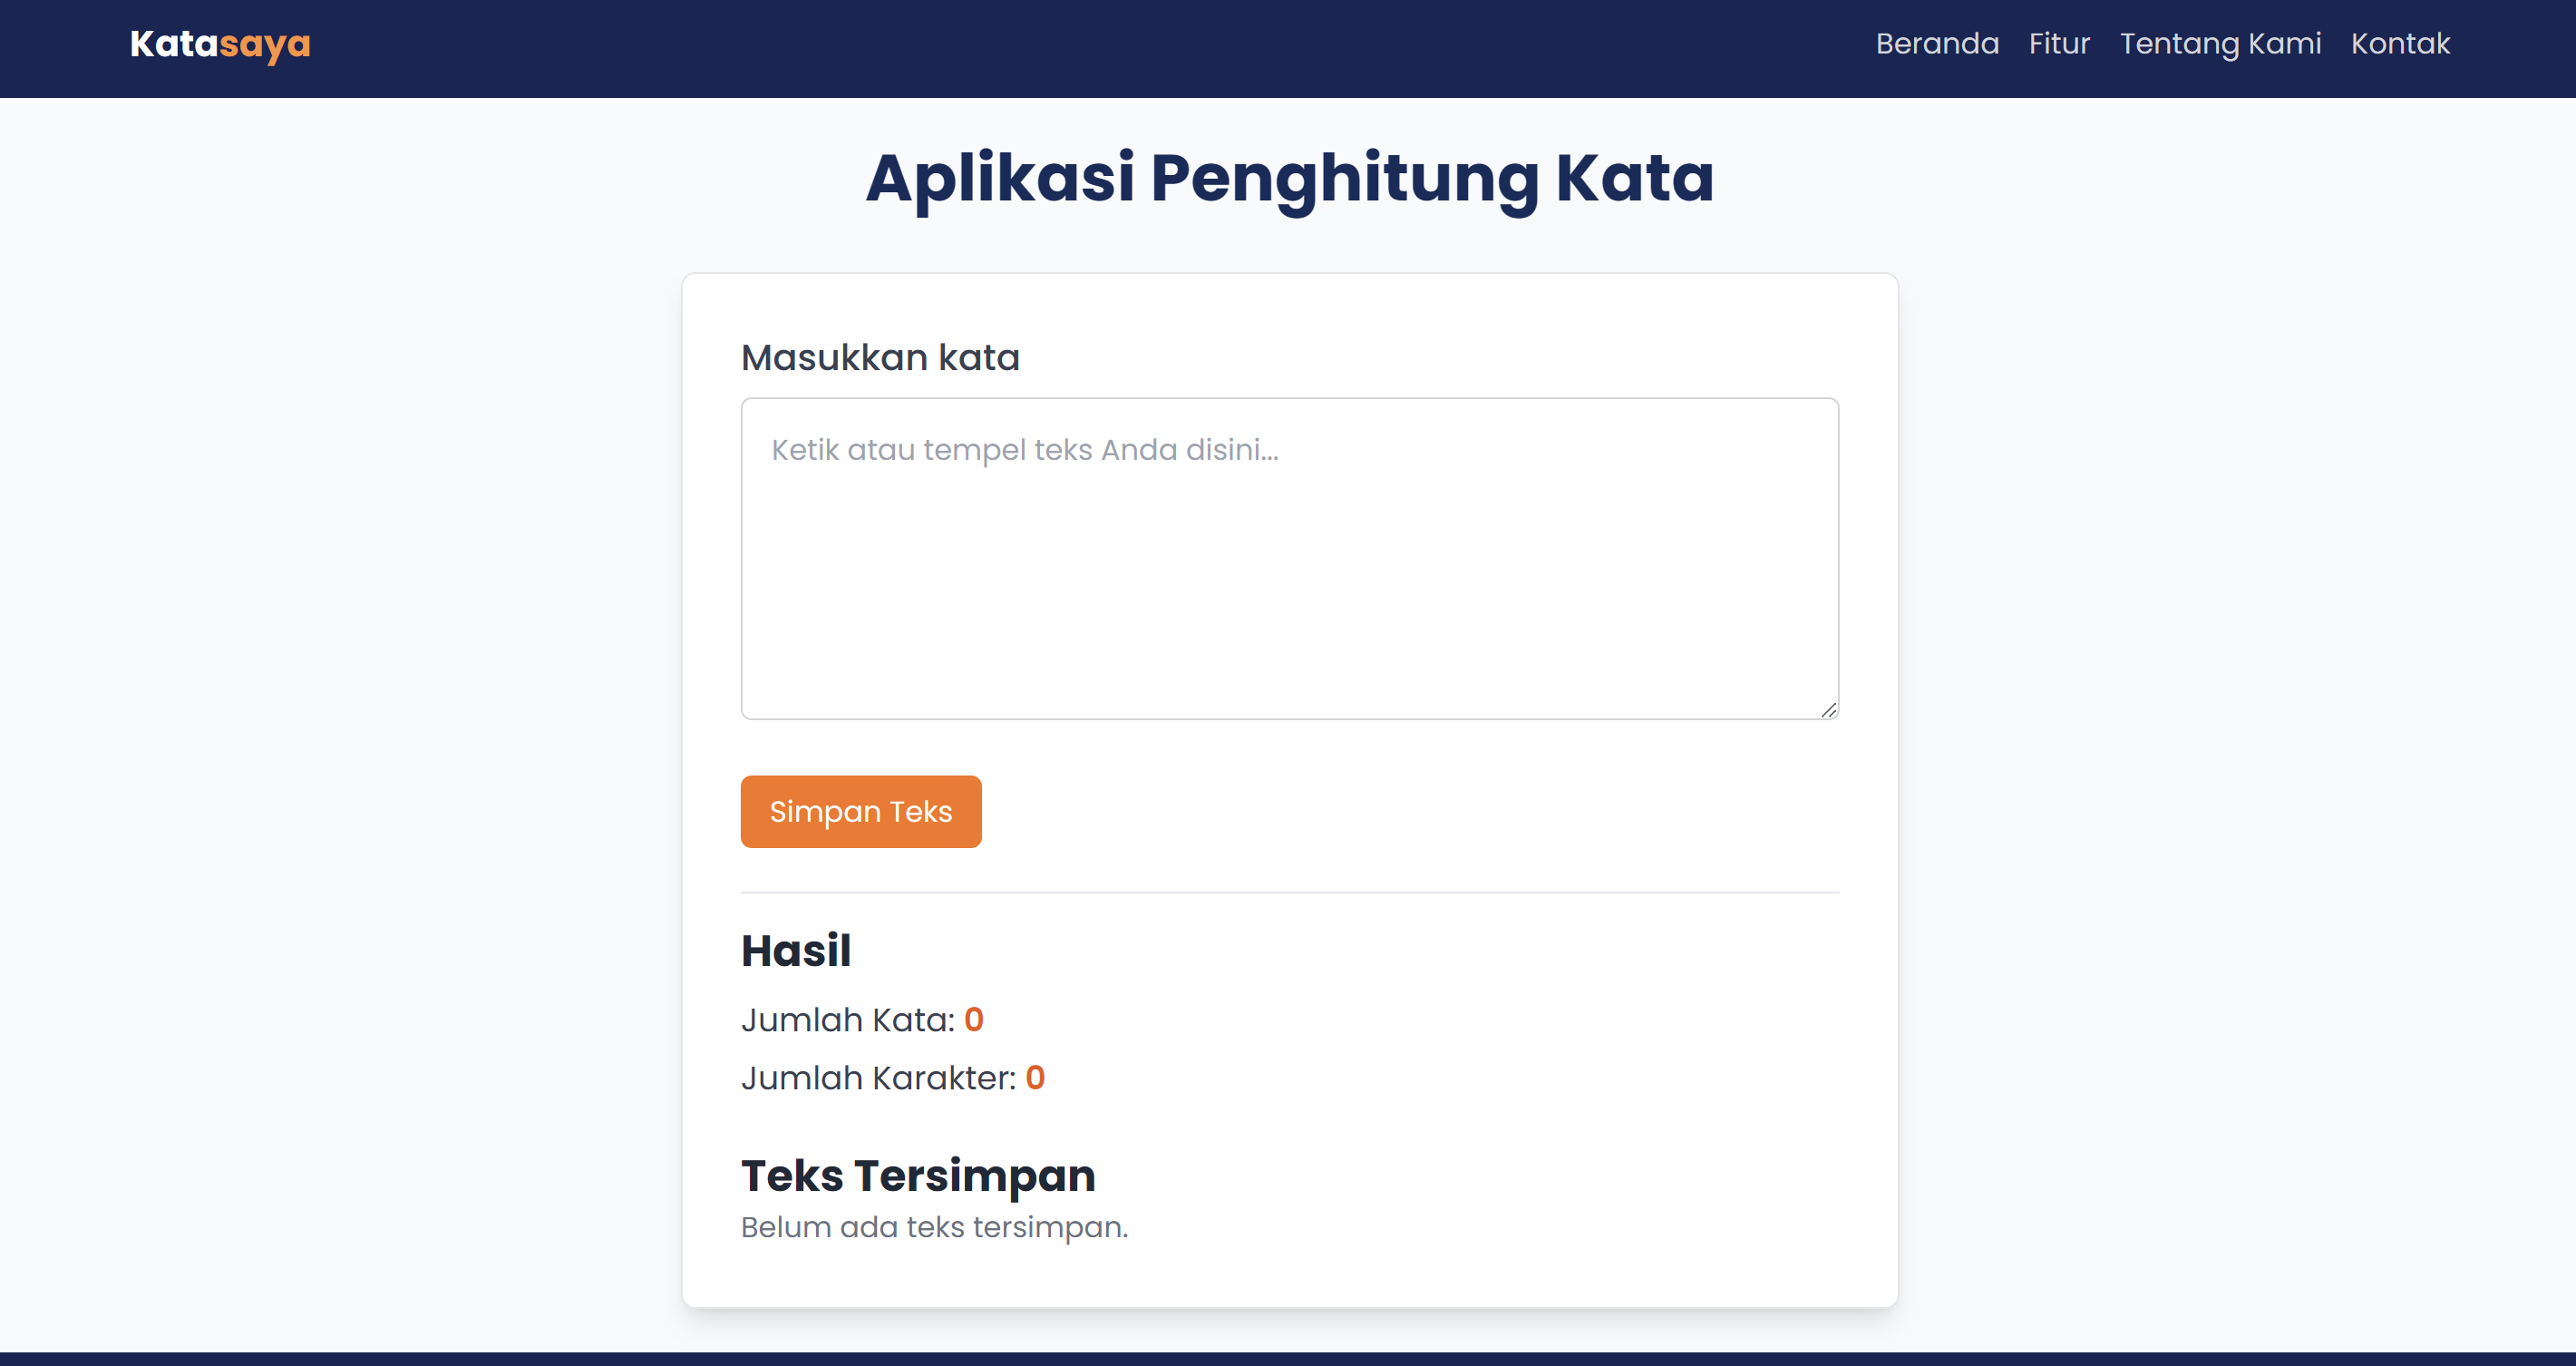 Katasaya
Beranda Fitur Tentang Kami Kontak
Aplikasi Penghitung Kata
Masukkan kata
Ketik atau tempel teks Anda disini...
Simpan Teks
Hasil
Jumlah Kata: 0
Jumlah Karakter: 0
Teks Tersimpan
Belum ada teks tersimpan.